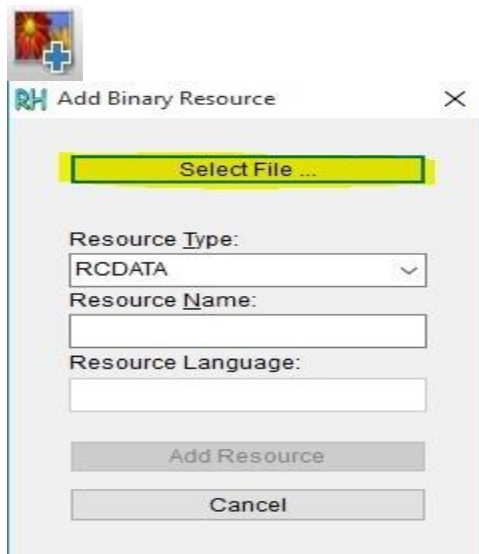 RH Add Binary Resource
Select File ...
Resource Type:
RCDATA
Resource Name:
Resource Language:
Add Resource
Cancel